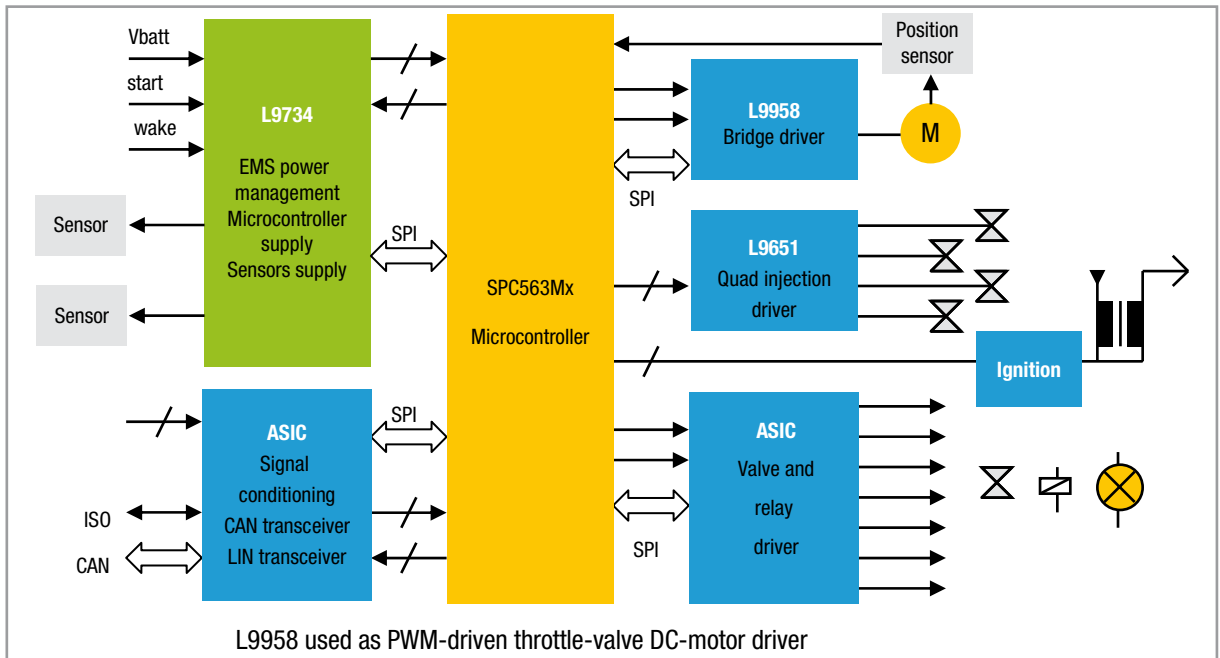 Vbatt
start
wake
L9734
EMS power
management
Microcontroller
supply
Sensors supply
Sensor
Sensor
SPI
ASIC
Signal
conditioning
CAN transceiver
LIN transceiver
SPI
ISO
CAN
SPC563Mx
Microcontroller
Position
sensor
L9958
Bridge driver
M
SPI
L9651
Quad injection
driver
Ignition
ASIC
Valve and
relay
driver
SPI
L9958 used as PWM-driven throttle-valve DC-motor driver